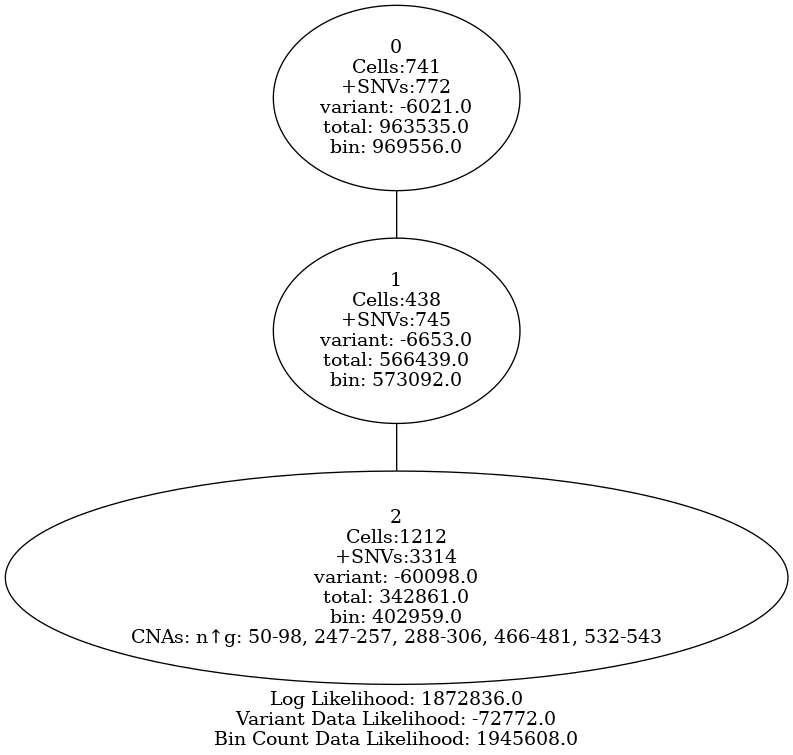 0
Cells:741
+SNVs:772
variant: -6021.0
total: 963535.0
bin: 969556.0
1
Cells:438
+SNVs:745
variant: -6653.0
total: 566439.0
bin: 573092.0
2
Cells:1212
+SNVs:3314
variant: -60098.0
total: 342861.0
bin: 402959.0
CNAs: n↑g: 50-98, 247-257, 288-306, 466-481, 532-543
Log Likelihood: 1872836.0
Variant Data Likelihood: -72772.0
Bin Count Data Likelihood: 1945608.0